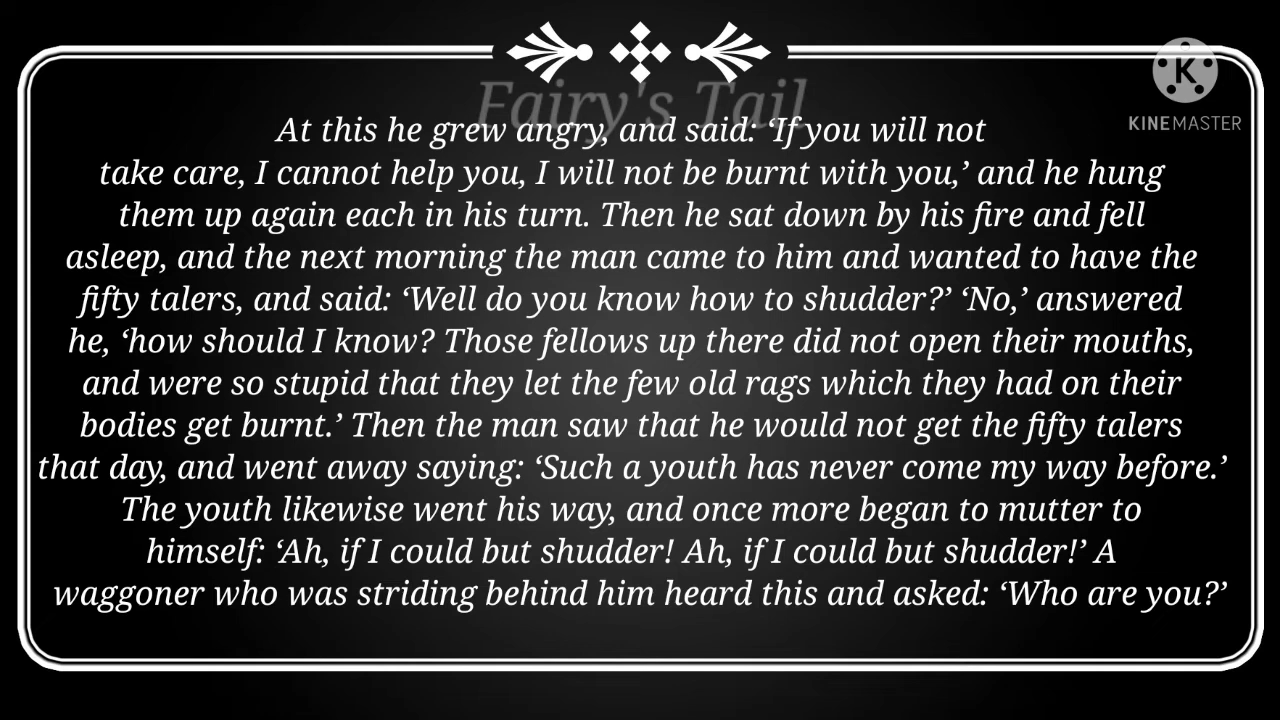 Fairy's Tail
K
KINEMASTER
At this he grew angry, and said: ‘If you will not
take care, I cannot help you, I will not be burnt with you,’ and he hung
them up again each in his turn. Then he sat down by his fire and fell
asleep, and the next morning the man came to him and wanted to have the
fifty talers, and said: ‘Well do you know how to shudder?’ ‘No,’ answered
he, ‘how should I know? Those fellows up there did not open their mouths,
and were so stupid that they let the few old rags which they had on their
bodies get burnt.’ Then the man saw that he would not get the fifty talers
that day, and went away saying: ‘Such a youth has never come my way before.’
The youth likewise went his way, and once more began to mutter to
himself: ‘Ah, if I could but shudder! Ah, if I could but shudder!’ A
waggoner who was striding behind him heard this and asked: ‘Who are you?’